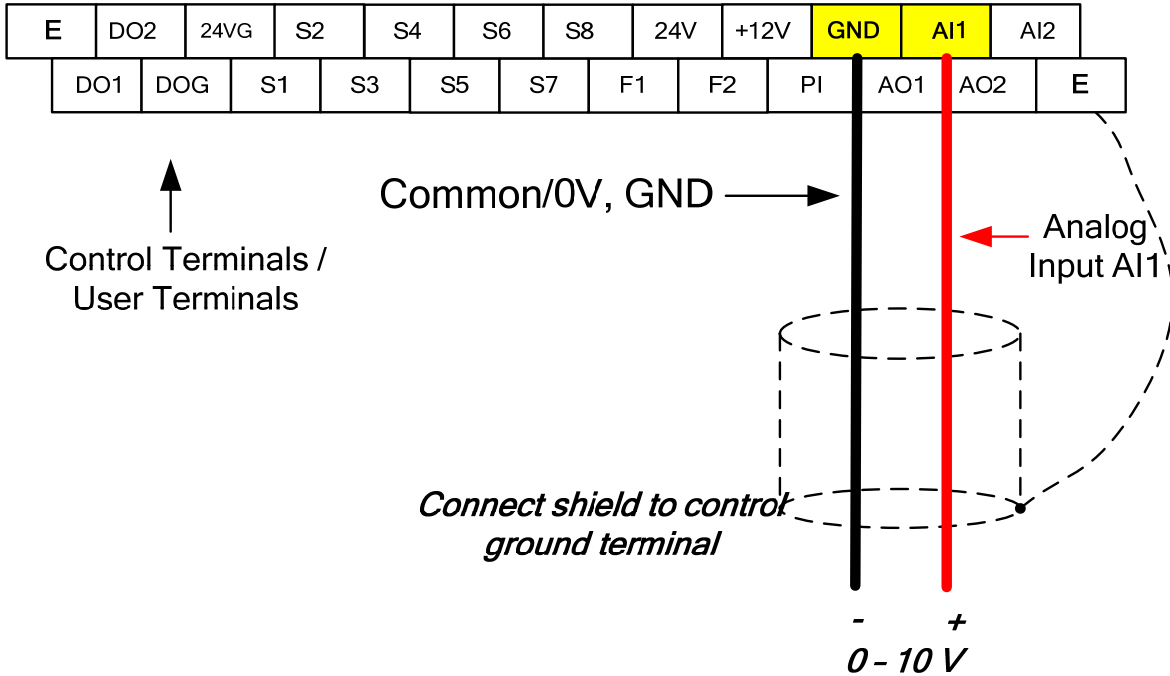 E DO2 24VG S2 S4 S6 S8 24V +12V GND AI1 AI2
DO1 DOG S1 S3 S5 S7 F1 F2 PI AO1 AO2 E
Common/0V, GND
Analog
Input AI1
Control Terminals /
User Terminals
Connect shield to control
ground terminal
- +
0 – 10 V